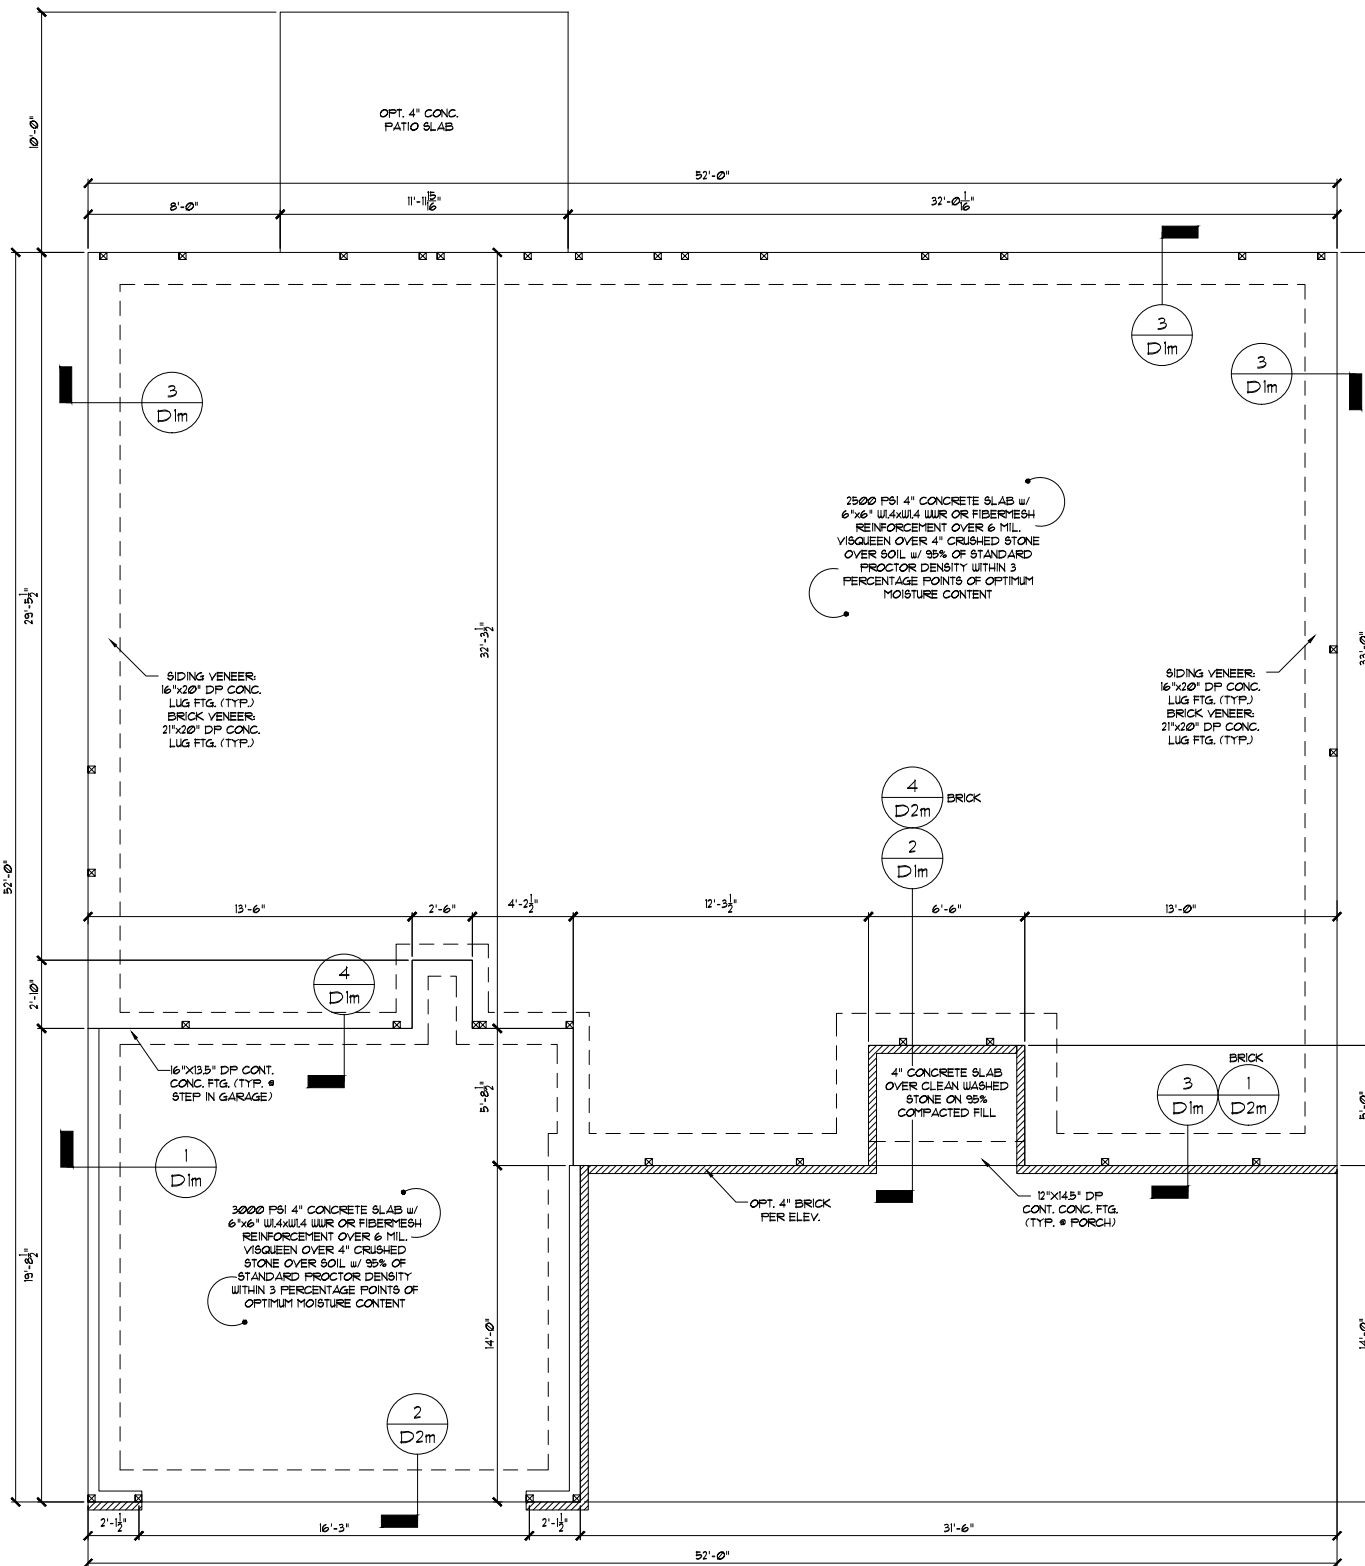 OPT. 4" CONC.
PATIO SLAB
10'-0"
52'-0"
8'-0"
11'-11 15/16"
32'-0 1/16"
3
D1m
3
D1m
3
D1m
2500 PSI 4" CONCRETE SLAB w/
6"x6" W1.4xW1.4 WWR OR FIBERMESH
REINFORCEMENT OVER 6 MIL.
VISQUEEN OVER 4" CRUSHED STONE
OVER SOIL w/ 95% OF STANDARD
PROCTOR DENSITY WITHIN 3
PERCENTAGE POINTS OF OPTIMUM
MOISTURE CONTENT
29'-5 1/2"
32'-3 1/2"
33'-0"
SIDING VENEER:
16"x20" DP CONC.
LUG FTG. (TYP.)
BRICK VENEER:
21"x20" DP CONC.
LUG FTG. (TYP.)
SIDING VENEER:
16"x20" DP CONC.
LUG FTG. (TYP.)
BRICK VENEER:
21"x20" DP CONC.
LUG FTG. (TYP.)
4
D2m
BRICK
2
D1m
52'-0"
13'-6"
2'-6"
4'-2 1/2"
12'-3 1/2"
6'-6"
13'-0"
2'-10"
4
D1m
16"X13.5" DP CONT.
CONC. FTG. (TYP. @
STEP IN GARAGE)
5'-8 1/2"
4" CONCRETE SLAB
OVER CLEAN WASHED
STONE ON 95%
COMPACTED FILL
BRICK
3
D1m
1
D2m
5'-0"
1
D1m
OPT. 4" BRICK
PER ELEV.
12"X14.5" DP
CONT. CONC. FTG.
(TYP. @ PORCH)
3000 PSI 4" CONCRETE SLAB w/
6"x6" W1.4xW1.4 WWR OR FIBERMESH
REINFORCEMENT OVER 6 MIL.
VISQUEEN OVER 4" CRUSHED
STONE OVER SOIL w/ 95% OF
STANDARD PROCTOR DENSITY
WITHIN 3 PERCENTAGE POINTS OF
OPTIMUM MOISTURE CONTENT
19'-8 1/2"
14'-0"
14'-0"
2
D2m
2'-1 1/2"
16'-3"
2'-1 1/2"
31'-6"
52'-0"